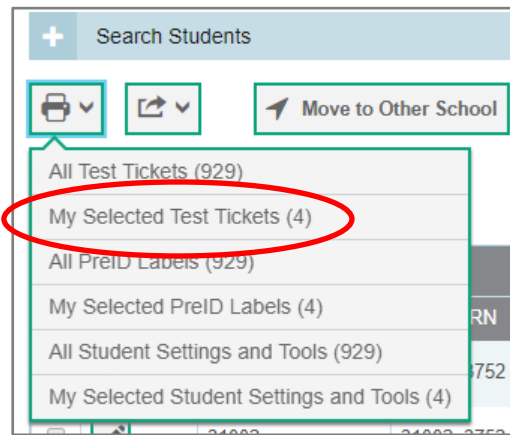 Search Students
Move to Other School
All Test Tickets (929)
My Selected Test Tickets (4)
All PreID Labels (929)
My Selected PreID Labels (4)
RN
All Student Settings and Tools (929)
3752
My Selected Student Settings and Tools (4)